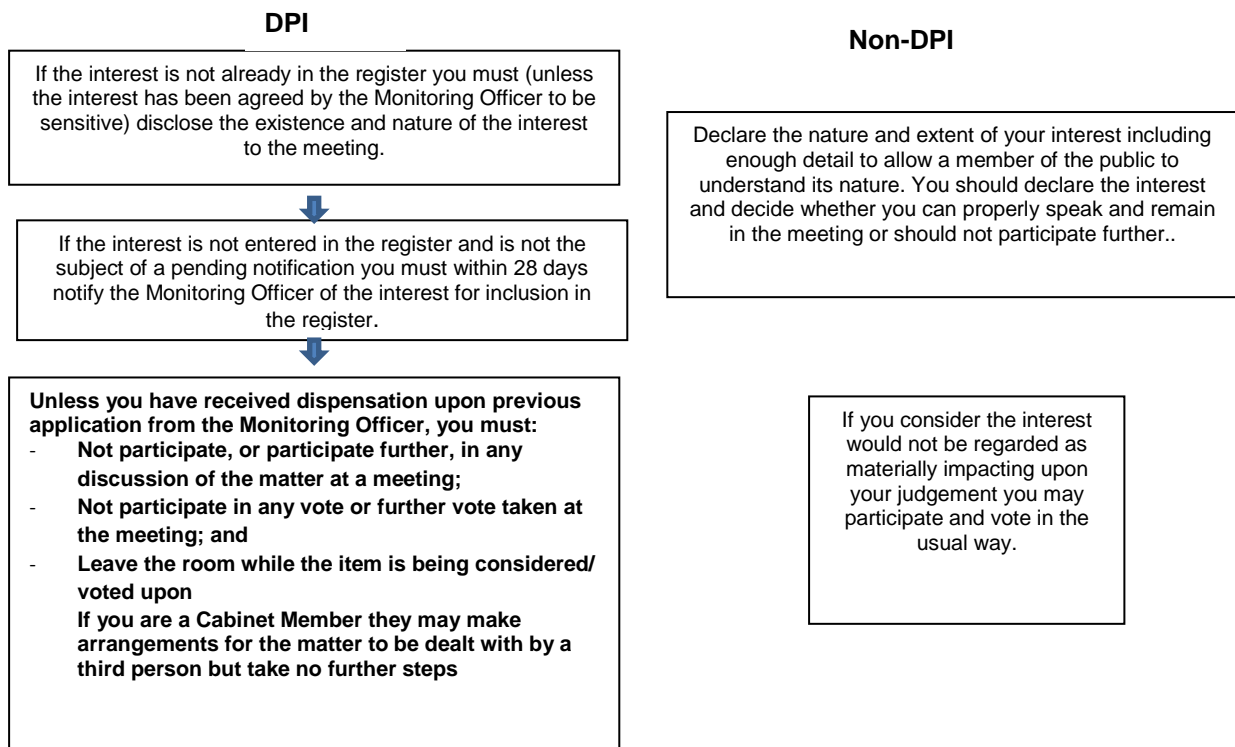 DPI
If the interest is not already in the register you must (unless
the interest has been agreed by the Monitoring Officer to be
sensitive) disclose the existence and nature of the interest
to the meeting.
If the interest is not entered in the register and is not the
subject of a pending notification you must within 28 days
notify the Monitoring Officer of the interest for inclusion in
the register.
Unless you have received dispensation upon previous
application from the Monitoring Officer, you must:
- Not participate, or participate further, in any
discussion of the matter at a meeting;
- Not participate in any vote or further vote taken at
the meeting; and
- Leave the room while the item is being considered/
voted upon
If you are a Cabinet Member they may make
arrangements for the matter to be dealt with by a
third person but take no further steps
Non-DPI
Declare the nature and extent of your interest including
enough detail to allow a member of the public to
understand its nature. You should declare the interest
and decide whether you can properly speak and remain
in the meeting or should not participate further..
If you consider the interest
would not be regarded as
materially impacting upon
your judgement you may
participate and vote in the
usual way.